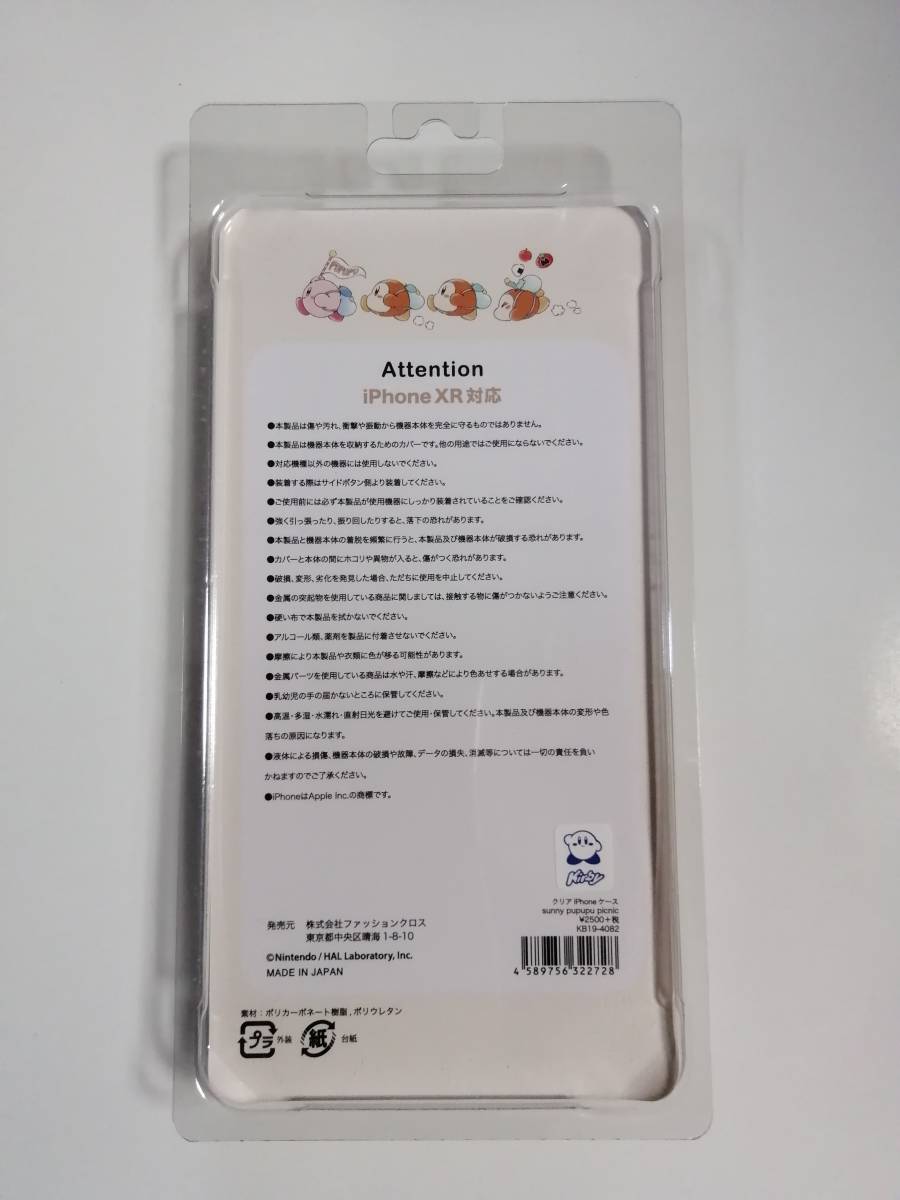 PUPUPU
Attention
iPhone XR 対応
●本製品は傷や汚れ、衝撃や振動から機器本体を完全に守るものではありません。
●本製品は機器本体を収納するためのカバーです。他の用途ではご使用にならないでください。
●対応機種以外の機器には使用しないでください。
●装着する際はサイドボタン側より装着してください。
●ご使用前には必ず本製品が使用機器にしっかり装着されていることをご確認ください。
●強く引っ張ったり、振り回したりすると、落下の恐れがあります。
●本製品と機器本体の着脱を頻繁に行うと、本製品及び機器本体が破損する恐れがあります。
●カバーと本体の間にホコリや異物が入ると、傷がつく恐れがあります。
●破損、変形、劣化を発見した場合、ただちに使用を中止してください。
●金属の突起物を使用している商品に関しましては、接触する物に傷がつかないようご注意ください。
●硬い布で本製品を拭かないでください。
●アルコール類、薬剤を製品に付着させないでください。
●摩擦により本製品や衣類に色が移る可能性があります。
●金属パーツを使用している商品は水や汗、摩擦などにより色あせする場合があります。
●乳幼児の手の届かないところに保管してください。
●高温・多湿・水濡れ・直射日光を避けてご使用・保管してください。本製品及び機器本体の変形や色
落ちの原因になります。
●液体による損傷、機器本体の破損や故障、データの損失、消滅等については一切の責任を負い
かねますのでご了承ください。
●iPhoneはApple Inc.の商標です。
Kirby
クリア iPhone ケース
sunny pupupu picnic
¥2500+税
KB19-4082
4 589756 322728
発売元 株式会社ファッションクロス
東京都中央区晴海 1-8-10
©Nintendo / HAL Laboratory, Inc.
MADE IN JAPAN
素材：ポリカーボネート樹脂 , ポリウレタン
プラ 外装 紙 台紙